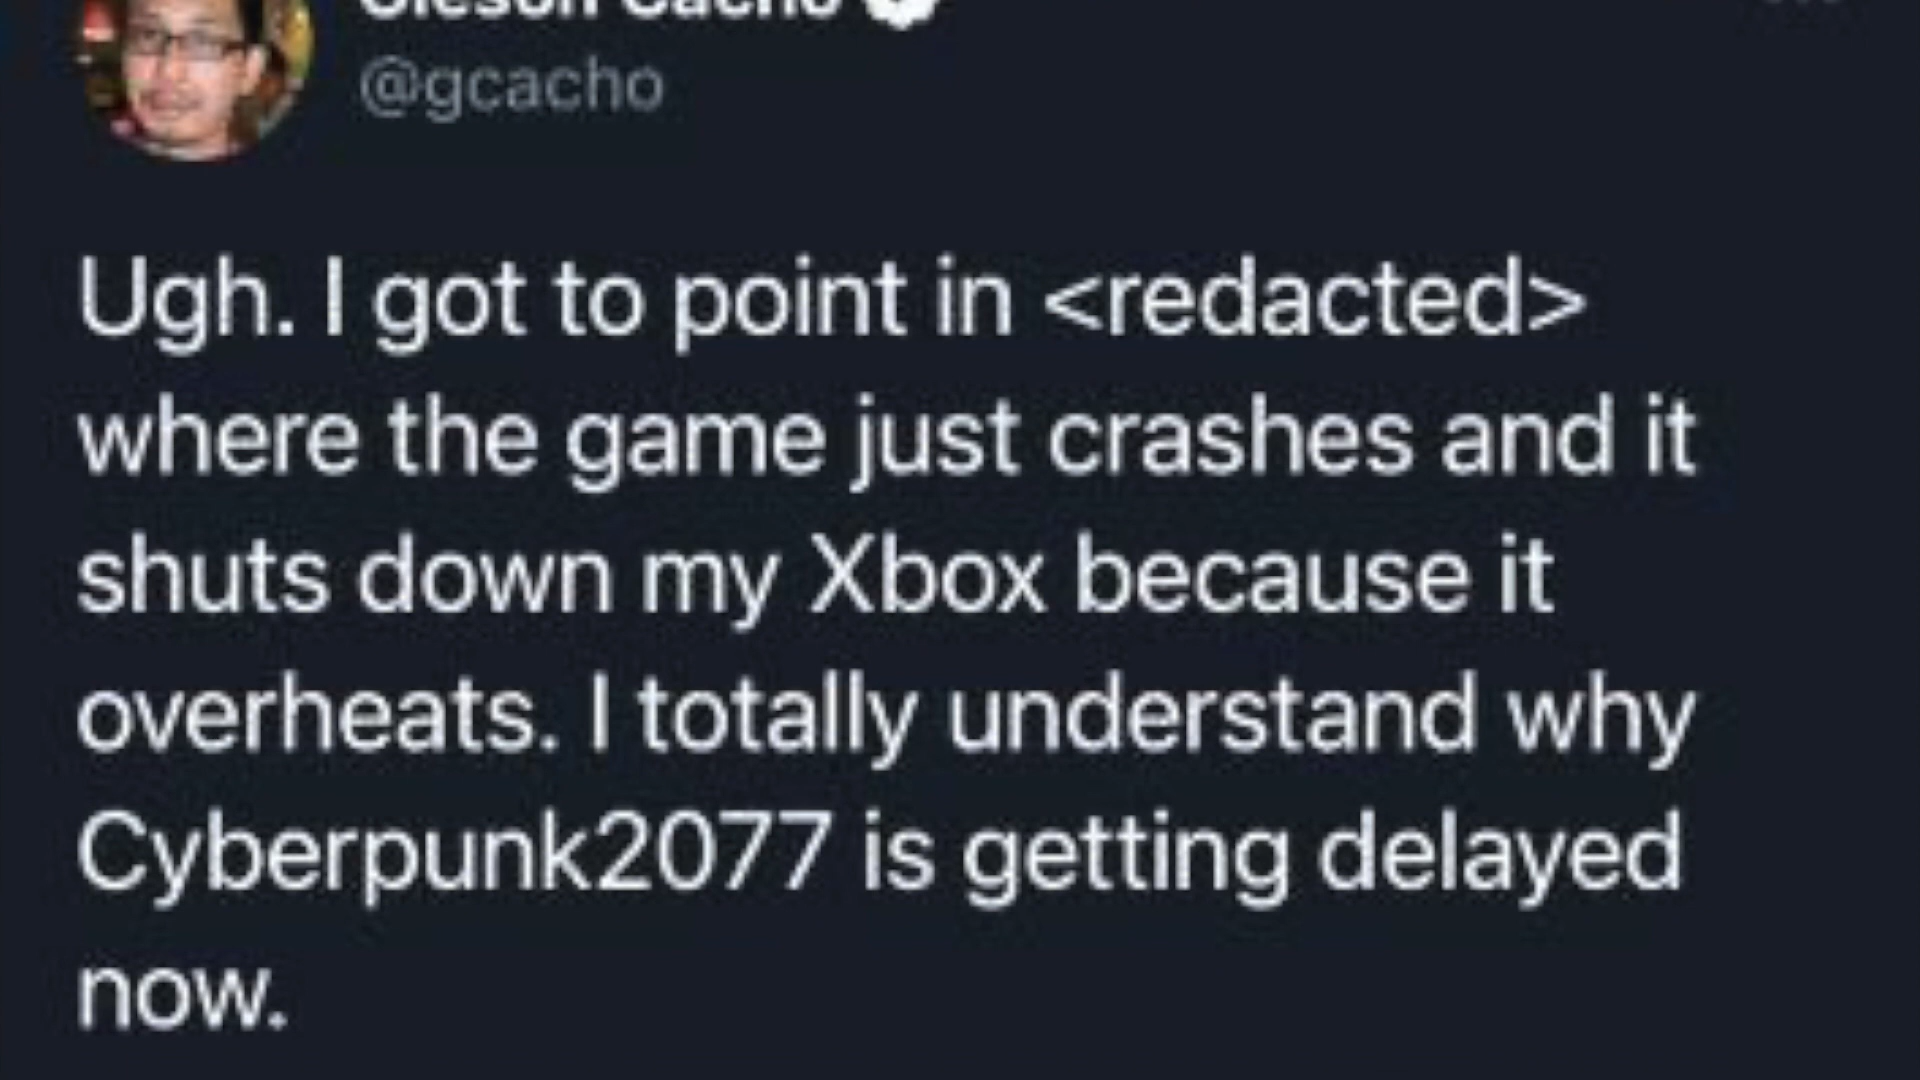 @gcacho
Ugh. I got to point in <redacted>
where the game just crashes and it
shuts down my Xbox because it
overheats. I totally understand why
Cyberpunk2077 is getting delayed
now.